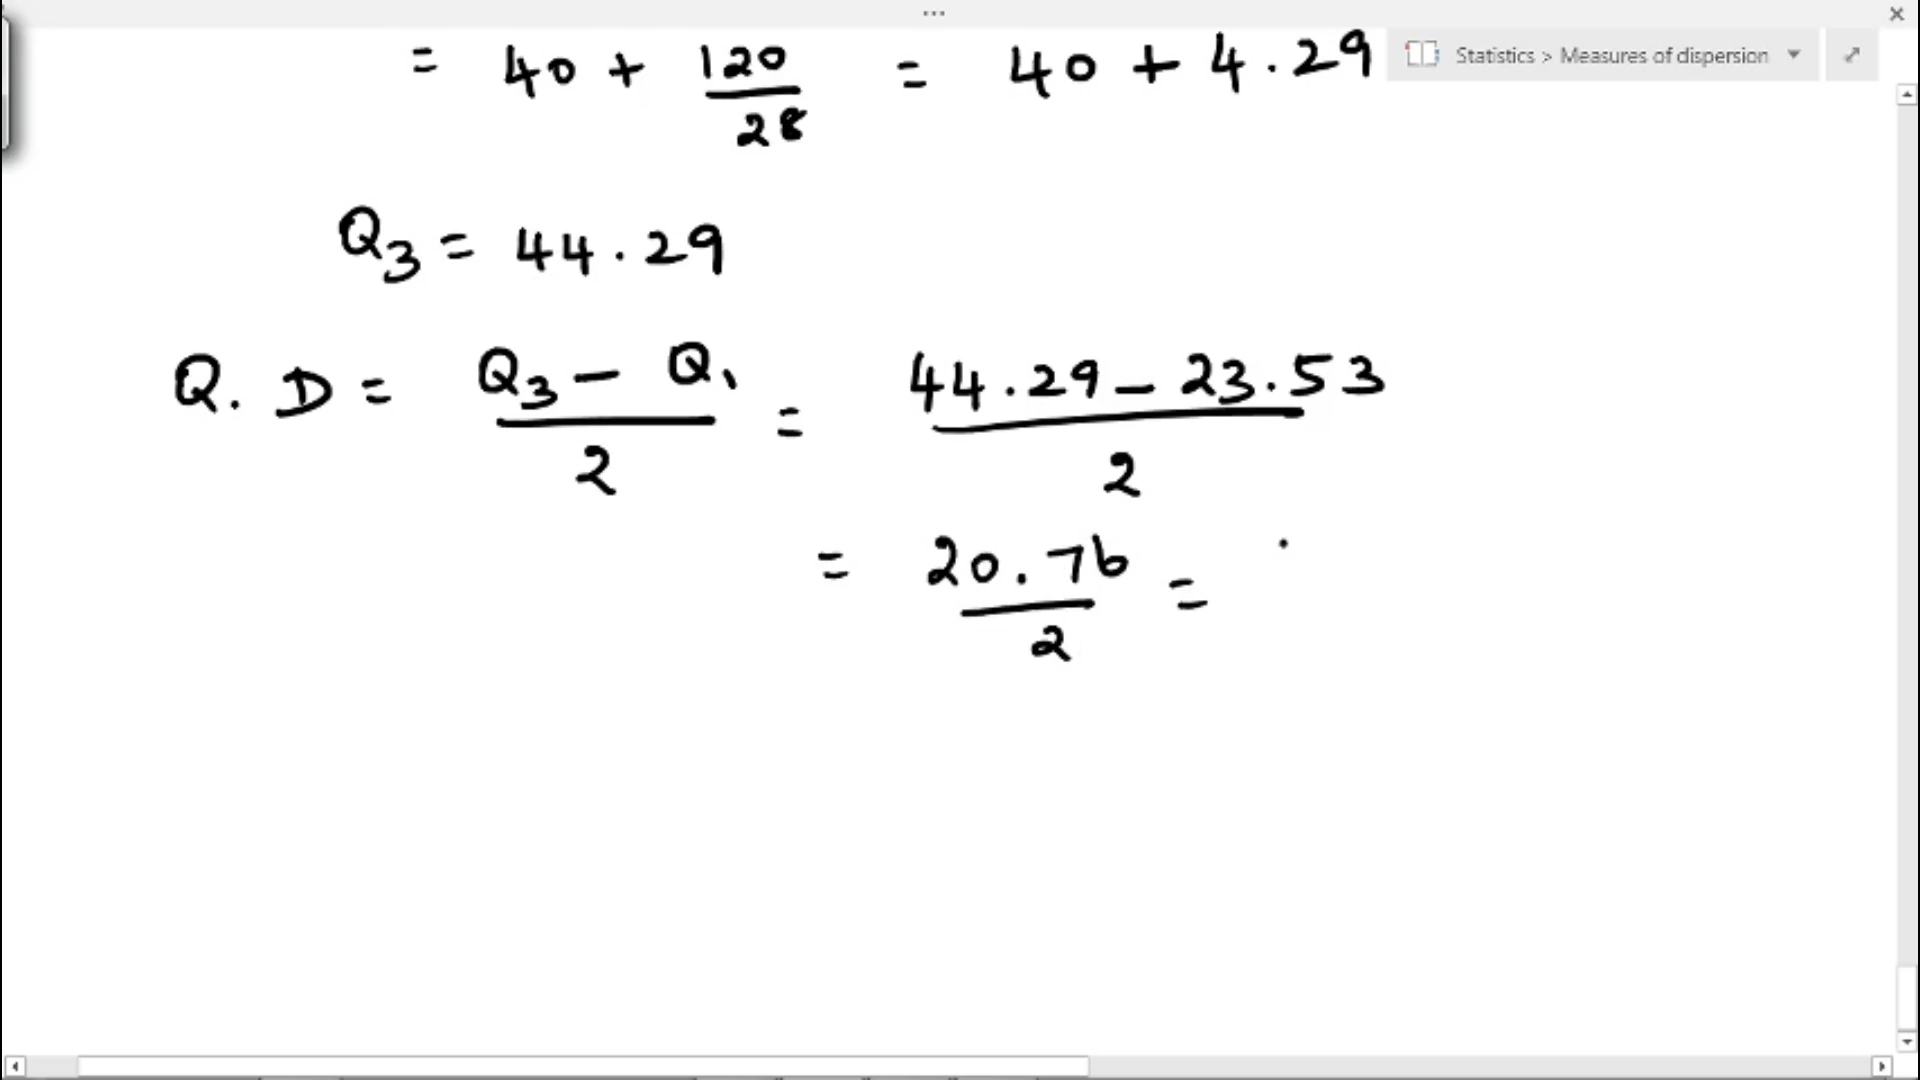 = 40 + 120/28 = 40 + 4.29
Statistics > Measures of dispersion
Q3 = 44.29
Q. D = Q3 - Q1 / 2 = 44.29 - 23.53 / 2
= 20.76 / 2 =